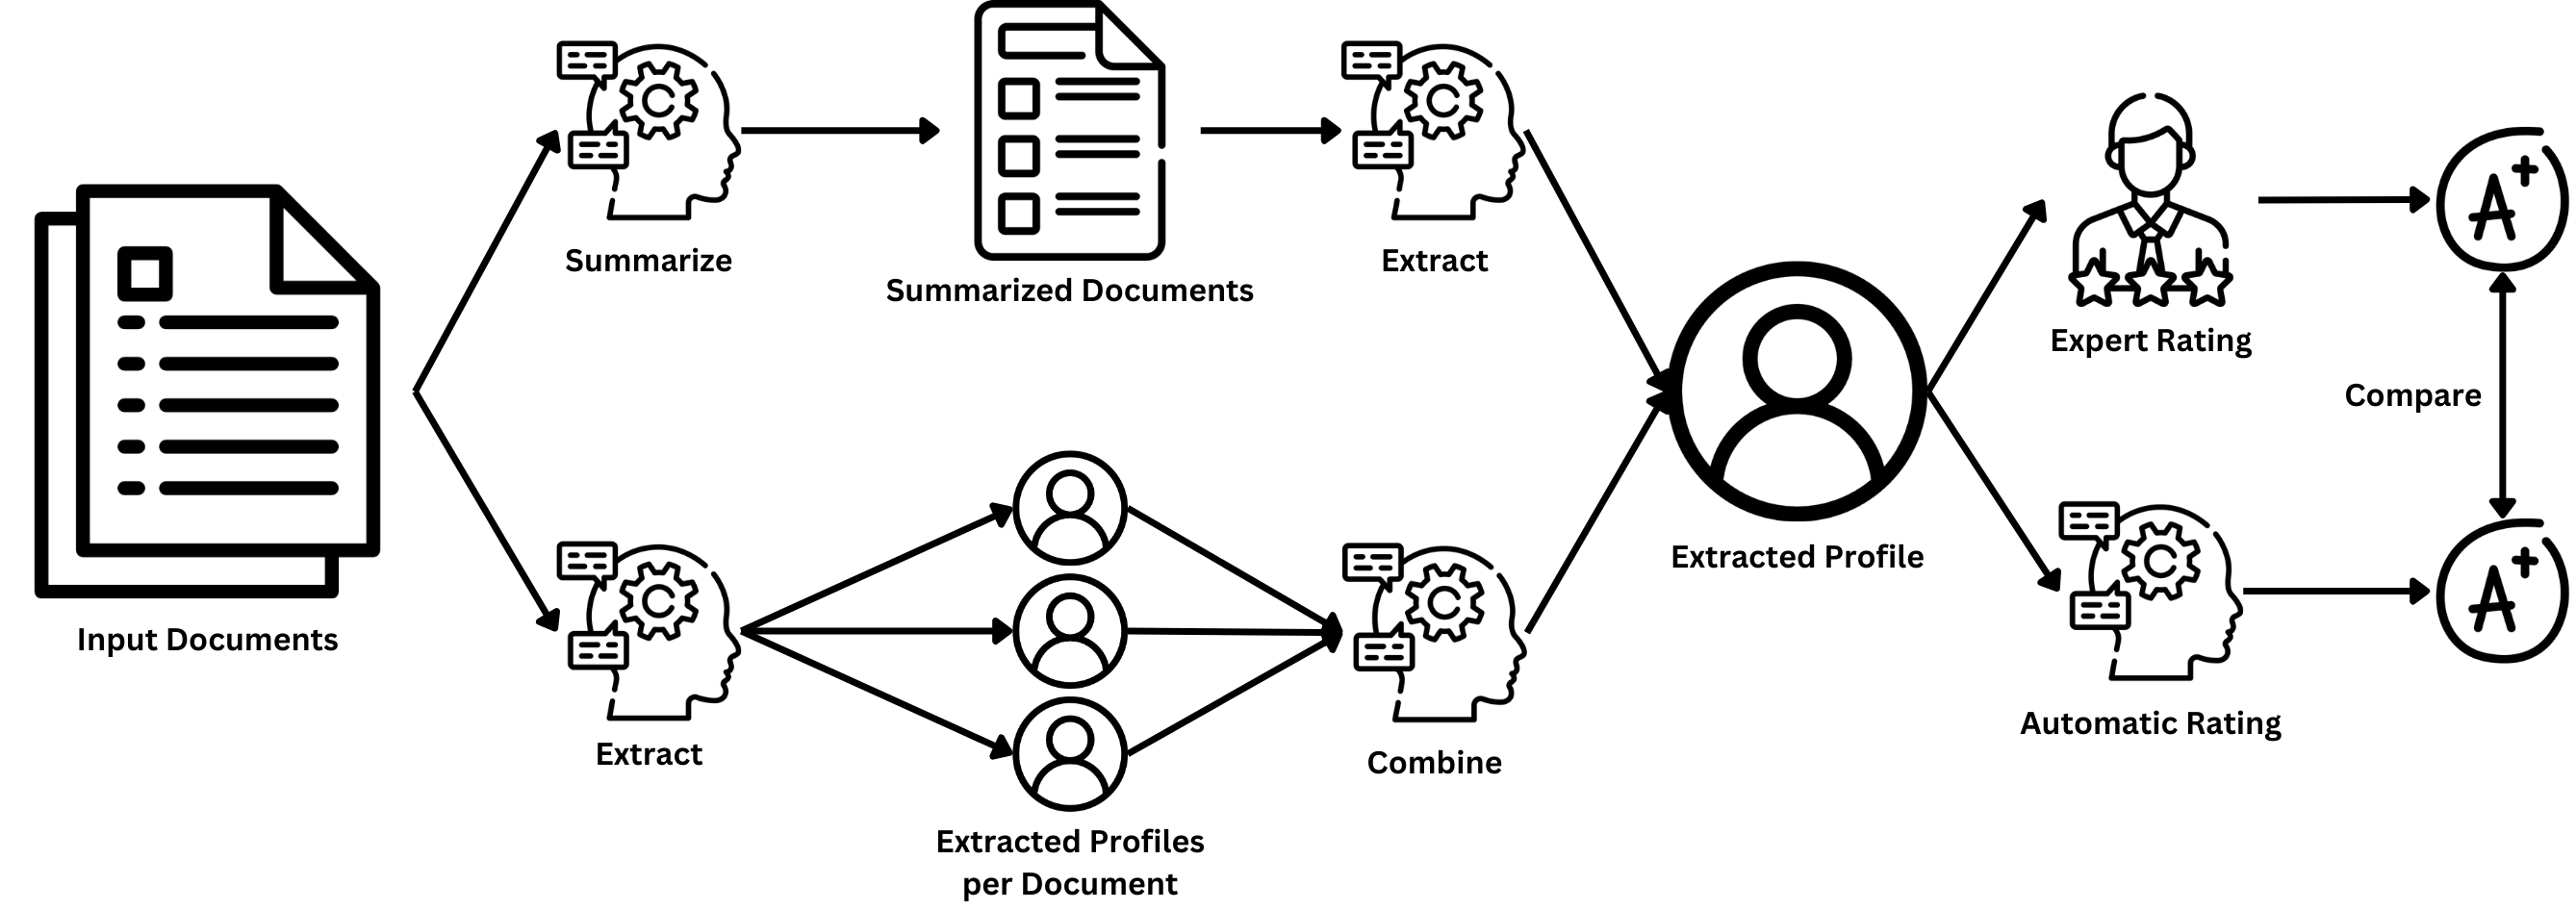 Summarize
Summarized Documents
Extract
Input Documents
Extract
Extracted Profiles
per Document
Combine
Extracted Profile
Expert Rating
A+
Compare
Automatic Rating
A+